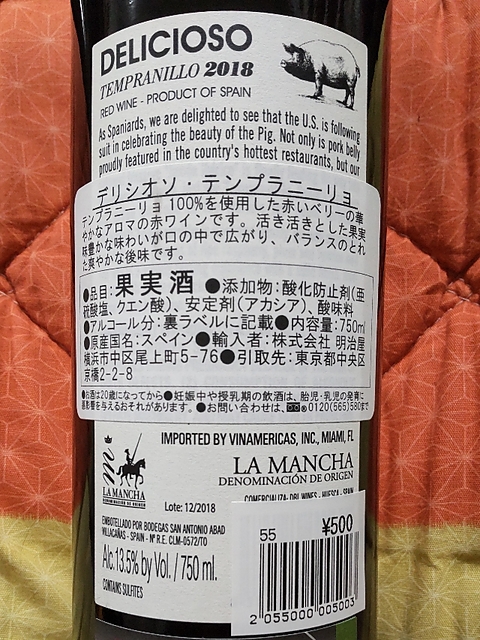 DELICIOSO
TEMPRANILLO 2018
RED WINE - PRODUCT OF SPAIN
As Spaniards, we are delighted to see that the U.S. is following
suit in celebrating the beauty of the Pig. Not only is pork belly
proudly featured in the country's hottest restaurants, but our
デリシオソ・テンプラニーリョ
テンプラニーリョ100%を使用した赤いベリーの華
やかなアロマの赤ワインです。活き活きとした果実
味豊かな味わいが口の中で広がり、バランスのとれ
た爽やかな後味です。
●品目:果実酒 ●添加物:酸化防止剤(亜
硫酸塩、クエン酸)、安定剤(アカシア)、酸味料
●アルコール分:裏ラベルに記載●内容量:750㎖
●原産国名:スペイン●輸入者:株式会社 明治屋
横浜市中区尾上町5-76●引取先:東京都中央区
京橋2-2-8
●お酒は20歳になってから●妊娠中や授乳期の飲酒は、胎児・乳児の発育に
悪影響を与えるおそれがあります。●お問い合わせは、0120(565)580まで
IMPORTED BY VINAMERICAS, INC., MIAMI, FL
m
LA MANCHA
DENOMINACIÓN DE ORIGEN
LA MANCHA
DENOMINACIÓN DE ORIGEN
COMERCIALIZA: DBL WINES - HUESCA - SPAIN
Lote: 12/2018
EMBOTELLADO POR BODEGAS SAN ANTONIO ABAD
VILLACAÑAS - SPAIN - Nº R.E. CLM-0572/TO
Alc. 13.5% by Vol. / 750 ml.
CONTAINS SULFITES
55 ¥500
2 055000 005003